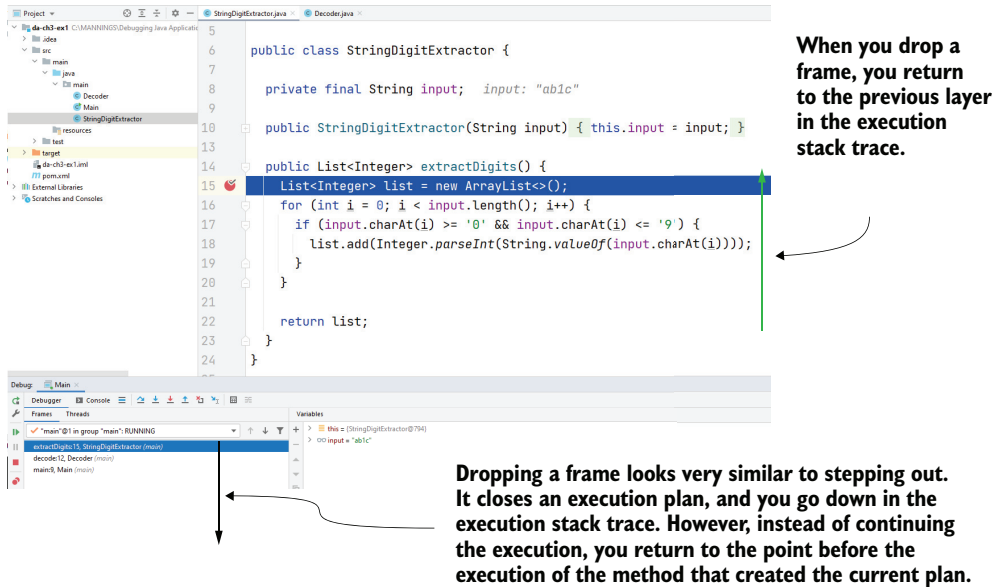 Project
StringDigitExtractor.java
Decoder.java
da-ch3-ex1 C:\MANNINGS\Debugging Java Applicatic
.idea
src
main
java
main
Decoder
Main
StringDigitExtractor
resources
test
target
da-ch3-ex1.iml
pom.xml
External Libraries
Scratches and Consoles
5
6 public class StringDigitExtractor {
7
8 private final String input; input: "ab1c"
9
10 public StringDigitExtractor(String input) { this.input = input; }
13
14 public List<Integer> extractDigits() {
15 List<Integer> list = new ArrayList<>();
16 for (int i = 0; i < input.length(); i++) {
17 if (input.charAt(i) >= '0' && input.charAt(i) <= '9') {
18 list.add(Integer.parseInt(String.valueOf(input.charAt(i))));
19 }
20 }
21
22 return list;
23 }
24 }
When you drop a
frame, you return
to the previous layer
in the execution
stack trace.
Debug: Main
Debugger Console
Frames Threads
Variables
"main"@1 in group "main": RUNNING
extractDigits:15, StringDigitExtractor (main)
decode:12, Decoder (main)
main:9, Main (main)
this = {StringDigitExtractor@794}
input = "ab1c"
Dropping a frame looks very similar to stepping out.
It closes an execution plan, and you go down in the
execution stack trace. However, instead of continuing
the execution, you return to the point before the
execution of the method that created the current plan.